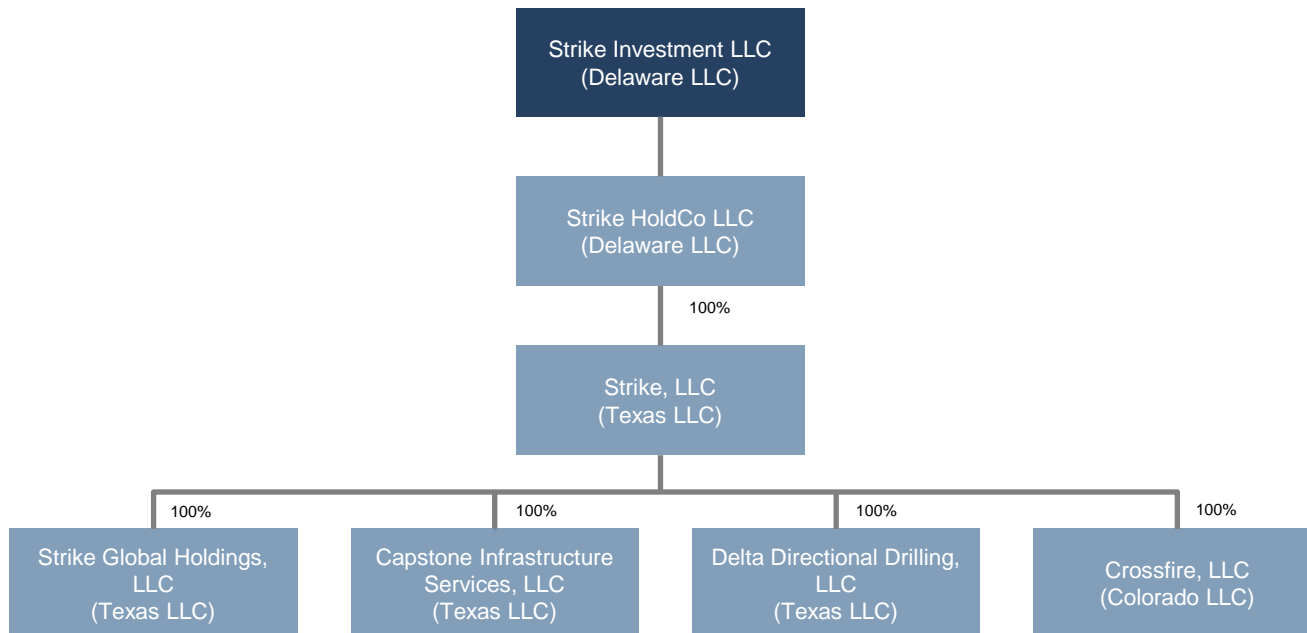 Strike Investment LLC
(Delaware LLC)
Strike HoldCo LLC
(Delaware LLC)
100%
Strike, LLC
(Texas LLC)
100%
100%
100%
100%
Strike Global Holdings,
LLC
(Texas LLC)
Capstone Infrastructure
Services, LLC
(Texas LLC)
Delta Directional Drilling,
LLC
(Texas LLC)
Crossfire, LLC
(Colorado LLC)